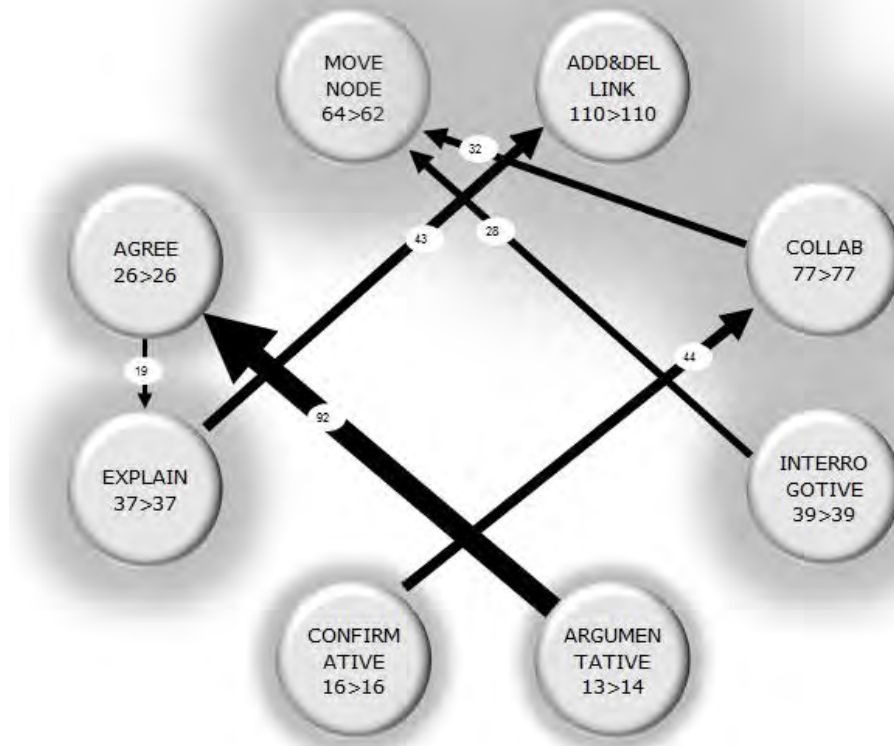 MOVE
NODE
64>62
ADD&DEL
LINK
110>110
32
AGREE
26>26
43
28
COLLAB
77>77
19
44
92
EXPLAIN
37>37
INTERRO
GOTIVE
39>39
CONFIRM
ATIVE
16>16
ARGUMEN
TATIVE
13>14